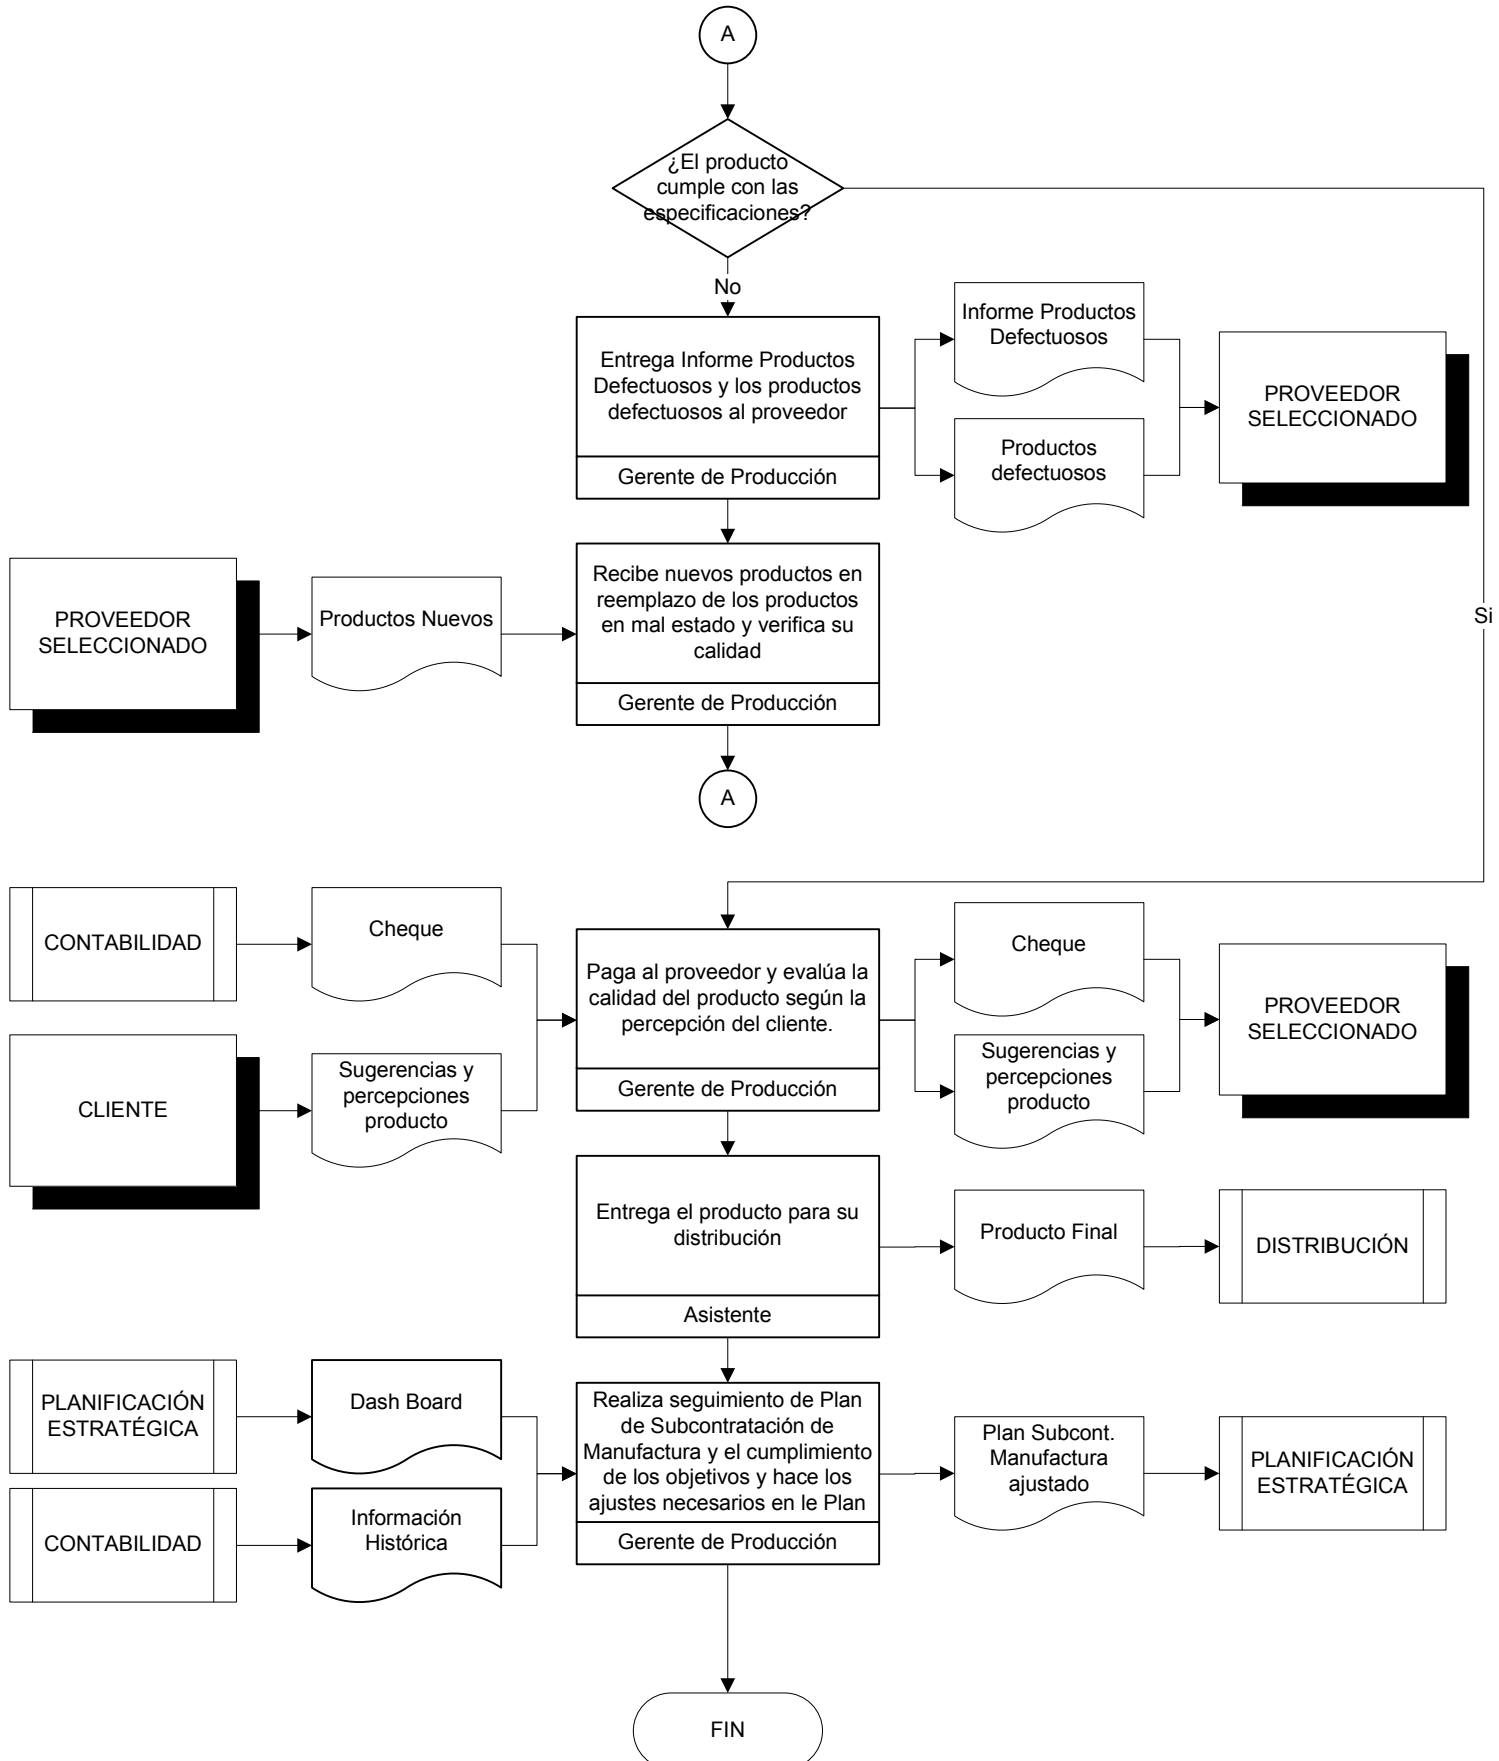 A
¿El producto
cumple con las
especificaciones?
No
Si
Entrega Informe Productos
Defectuosos y los productos
defectuosos al proveedor
Gerente de Producción
Informe Productos
Defectuosos
Productos
defectuosos
PROVEEDOR
SELECCIONADO
PROVEEDOR
SELECCIONADO
Productos Nuevos
Recibe nuevos productos en
reemplazo de los productos
en mal estado y verifica su
calidad
Gerente de Producción
A
CONTABILIDAD
Cheque
CLIENTE
Sugerencias y
percepciones
producto
Paga al proveedor y evalúa la
calidad del producto según la
percepción del cliente.
Gerente de Producción
Cheque
Sugerencias y
percepciones
producto
PROVEEDOR
SELECCIONADO
Entrega el producto para su
distribución
Asistente
Producto Final
DISTRIBUCIÓN
PLANIFICACIÓN
ESTRATÉGICA
Dash Board
CONTABILIDAD
Información
Histórica
Realiza seguimiento de Plan
de Subcontratación de
Manufactura y el cumplimiento
de los objetivos y hace los
ajustes necesarios en le Plan
Gerente de Producción
Plan Subcont.
Manufactura
ajustado
PLANIFICACIÓN
ESTRATÉGICA
FIN